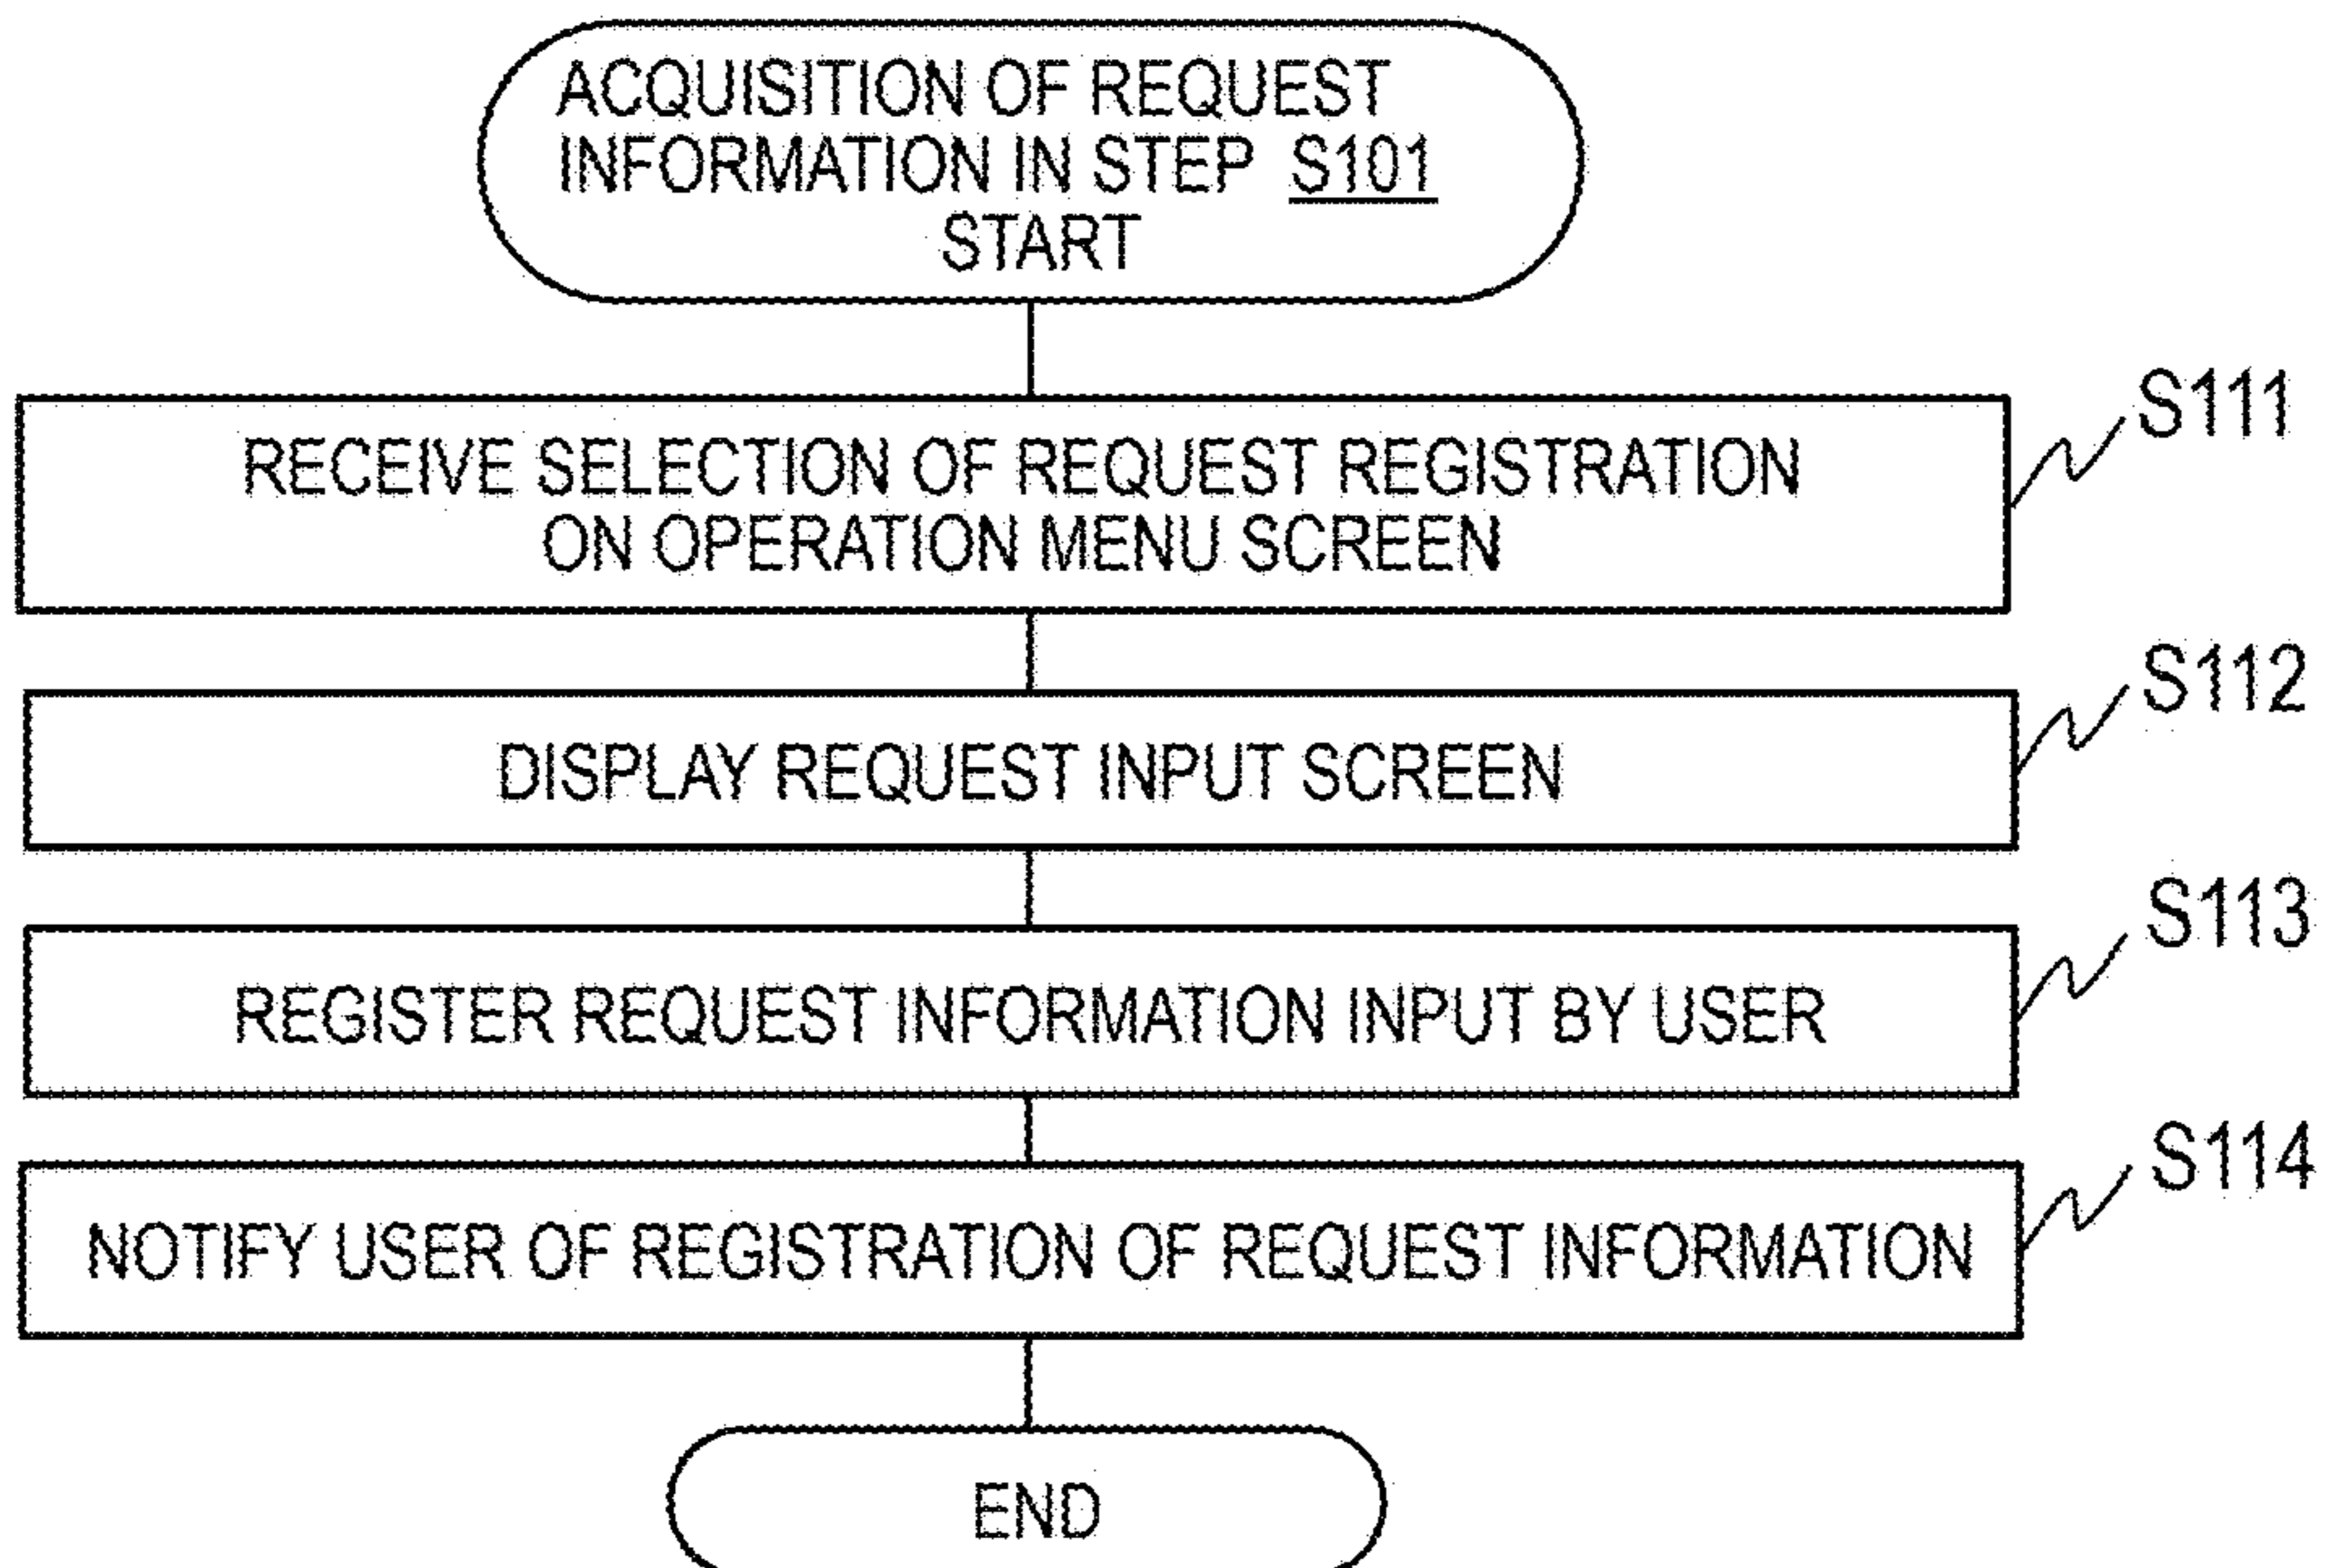 ACQUISITION OF REQUEST
INFORMATION IN STEP S101
START
S111
RECEIVE SELECTION OF REQUEST REGISTRATION
ON OPERATION MENU SCREEN
S112
DISPLAY REQUEST INPUT SCREEN
S113
REGISTER REQUEST INFORMATION INPUT BY USER
S114
NOTIFY USER OF REGISTRATION OF REQUEST INFORMATION
END